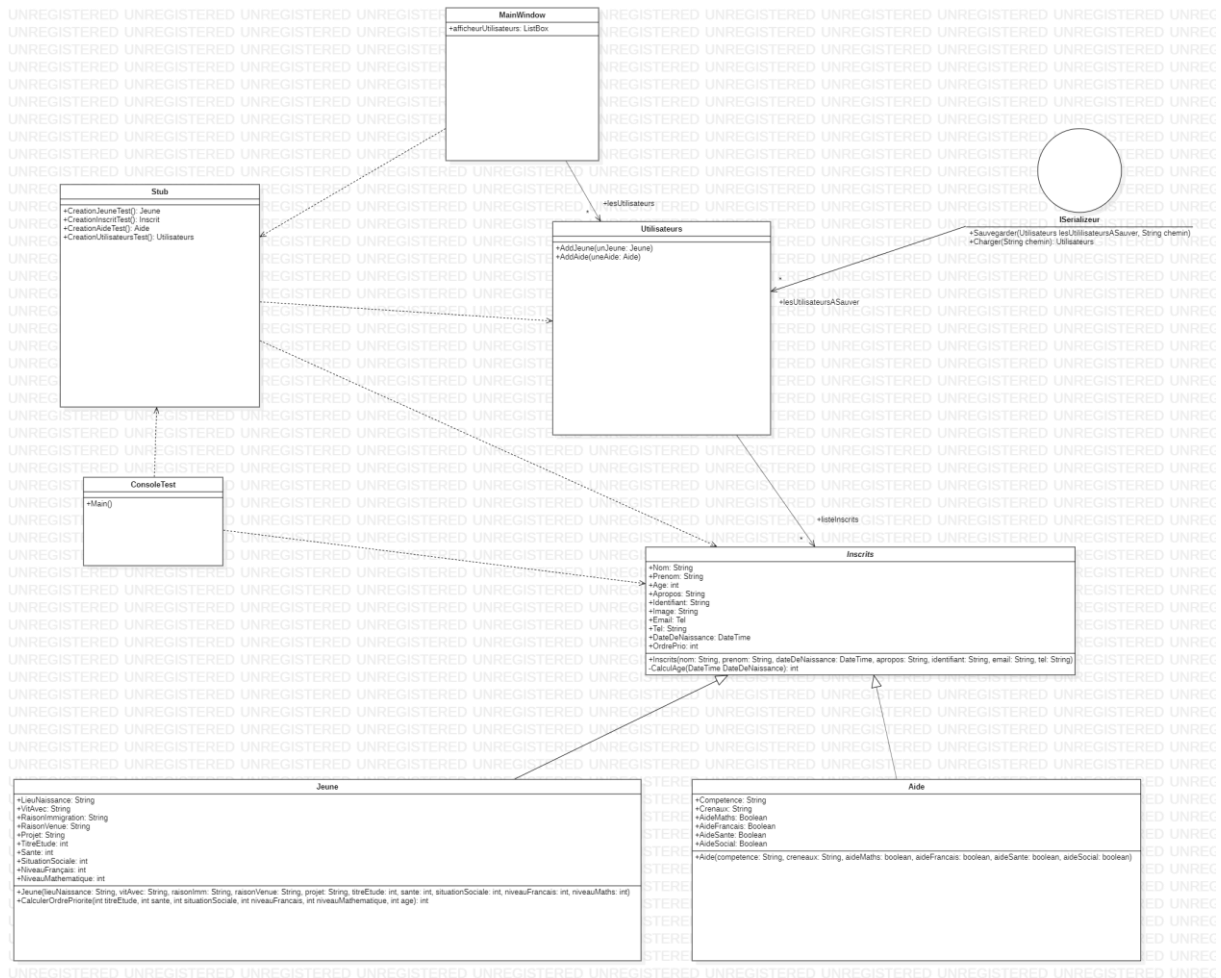 MainWindow
+afficheurUtilisateurs: ListBox
ISerializeur
+Sauvegarder(Utilisateurs lesUtililisateursASauver, String chemin)
+Charger(String chemin): Utilisateurs
Stub
+CreationJeuneTest(): Jeune
+CreationInscritTest(): Inscrit
+CreationAideTest(): Aide
+CreationUtilisateursTest(): Utilisateurs
+lesUtilisateurs
*
Utilisateurs
+AddJeune(unJeune: Jeune)
+AddAide(uneAide: Aide)
*
+lesUtilisateursASauver
ConsoleTest
+Main()
+listeInscrits
*
Inscrits
+Nom: String
+Prenom: String
+Age: int
+Apropos: String
+Identifiant: String
+Image: String
+Email: Tel
+Tel: String
+DateDeNaissance: DateTime
+OrdrePrio: int
+Inscrits(nom: String, prenom: String, dateDeNaissance: DateTime, apropos: String, identifiant: String, email: String, tel: String)
-CalculAge(DateTime DateDeNaissance): int
Jeune
+LieuNaissance: String
+VitAvec: String
+RaisonImmigration: String
+RaisonVenue: String
+Projet: String
+TitreEtude: int
+Sante: int
+SituationSociale: int
+NiveauFrançais: int
+NiveauMathematique: int
+Jeune(lieuNaissance: String, vitAvec: String, raisonImm: String, raisonVenue: String, projet: String, titreEtude: int, sante: int, situationSociale: int, niveauFrancais: int, niveauMaths: int)
+CalculerOrdrePriorite(int titreEtude, int sante, int situationSociale, int niveauFrancais, int niveauMathematique, int age): int
Aide
+Competence: String
+Crenaux: String
+AideMaths: Boolean
+AideFrancais: Boolean
+AideSante: Boolean
+AideSocial: Boolean
+Aide(competence: String, creneaux: String, aideMaths: boolean, aideFrancais: boolean, aideSante: boolean, aideSocial: boolean)
UNREGISTERED